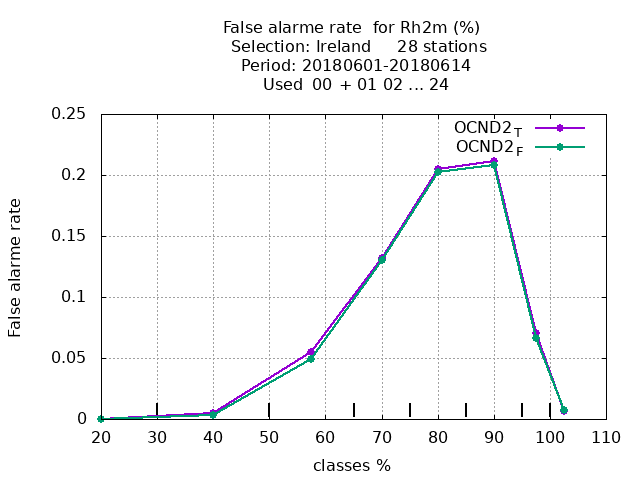 False alarme rate  for Rh2m (%)
Selection: Ireland     28 stations
Period: 20180601-20180614
Used  00 + 01 02 ... 24
0.25
0.2
0.15
0.1
0.05
0
False alarme rate
OCND2T
OCND2F
20 30 40 50 60 70 80 90 100 110
classes %